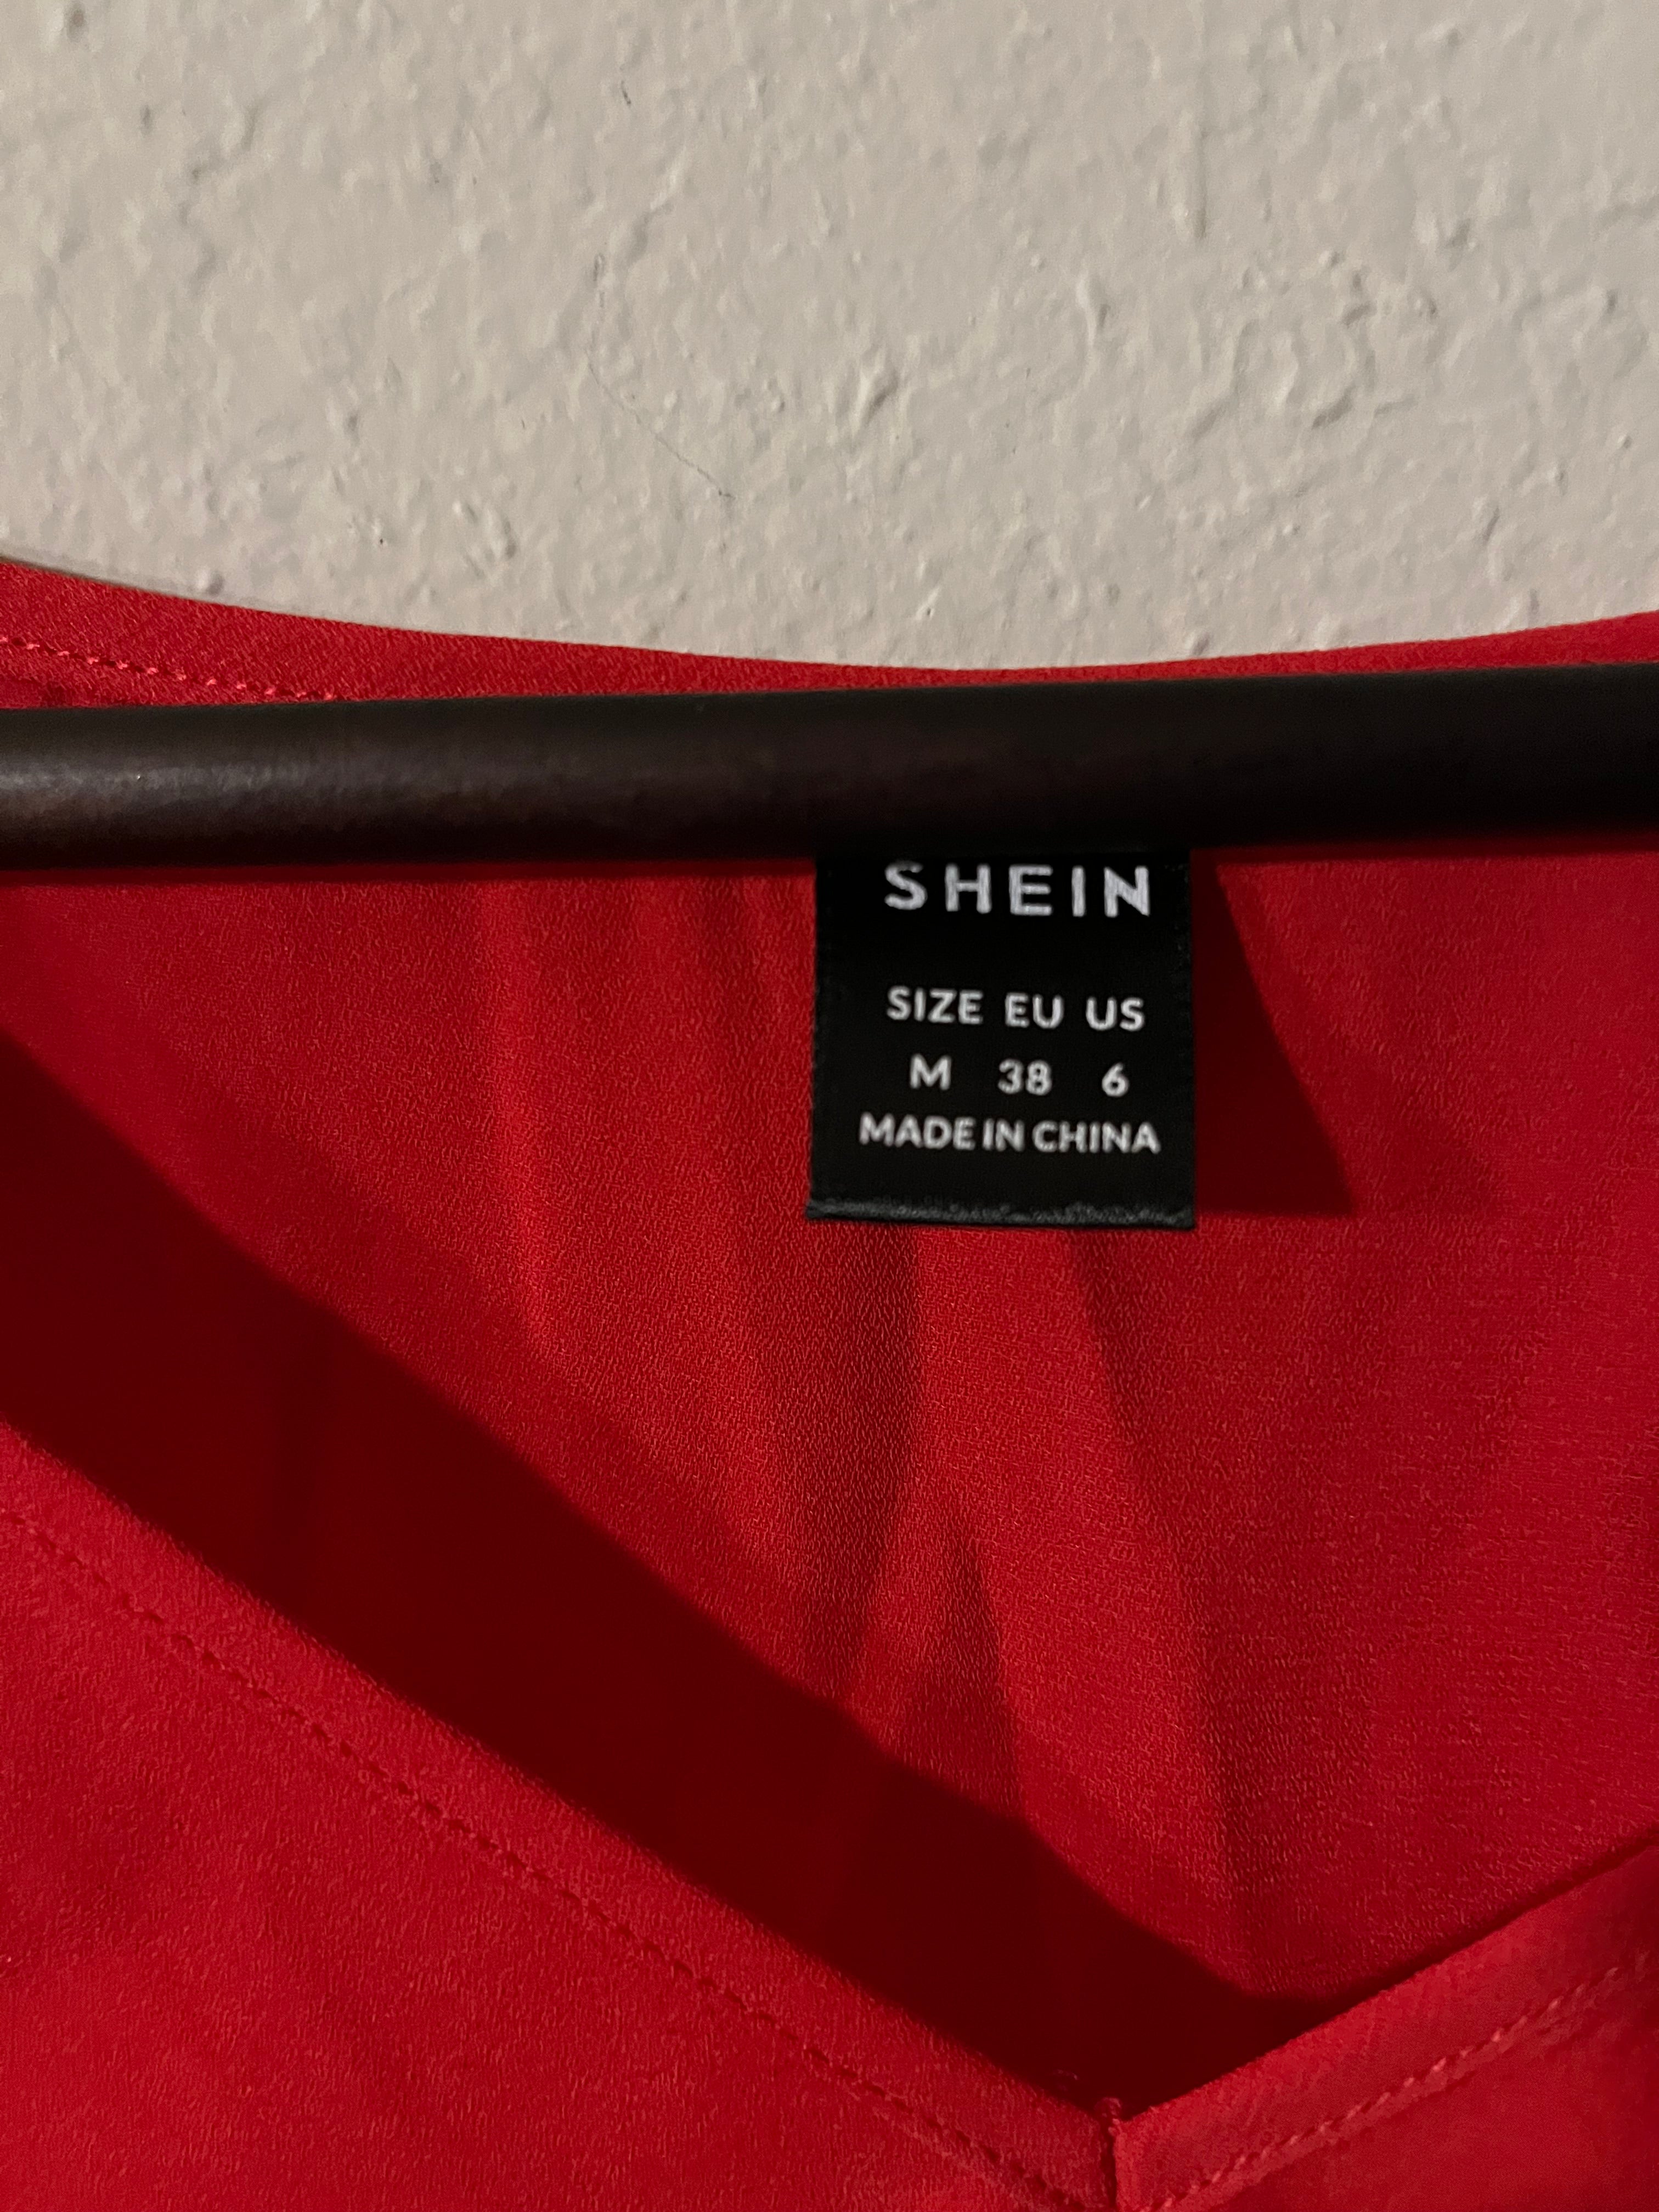 SHEIN
SIZE EU US
M 38 6
MADE IN CHINA